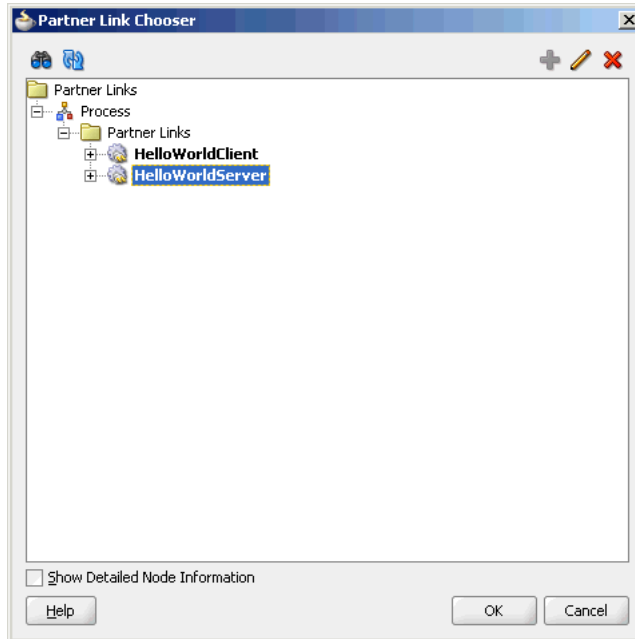 Partner Link Chooser
Partner Links
Process
Partner Links
HelloWorldClient
HelloWorldServer
Show Detailed Node Information
Help OK Cancel